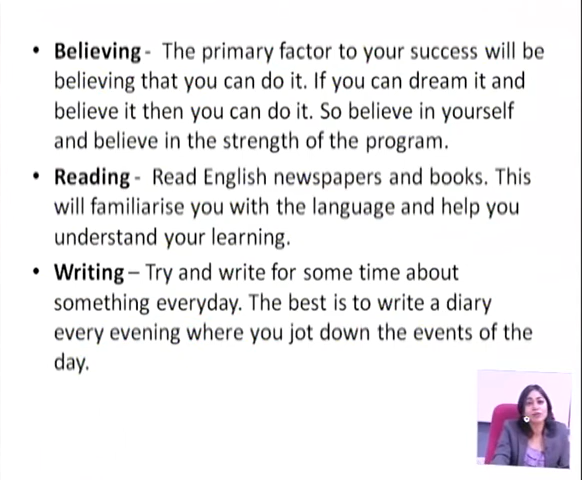 • Believing - The primary factor to your success will be
believing that you can do it. If you can dream it and
believe it then you can do it. So believe in yourself
and believe in the strength of the program.
• Reading - Read English newspapers and books. This
will familiarise you with the language and help you
understand your learning.
• Writing – Try and write for some time about
something everyday. The best is to write a diary
every evening where you jot down the events of the
day.